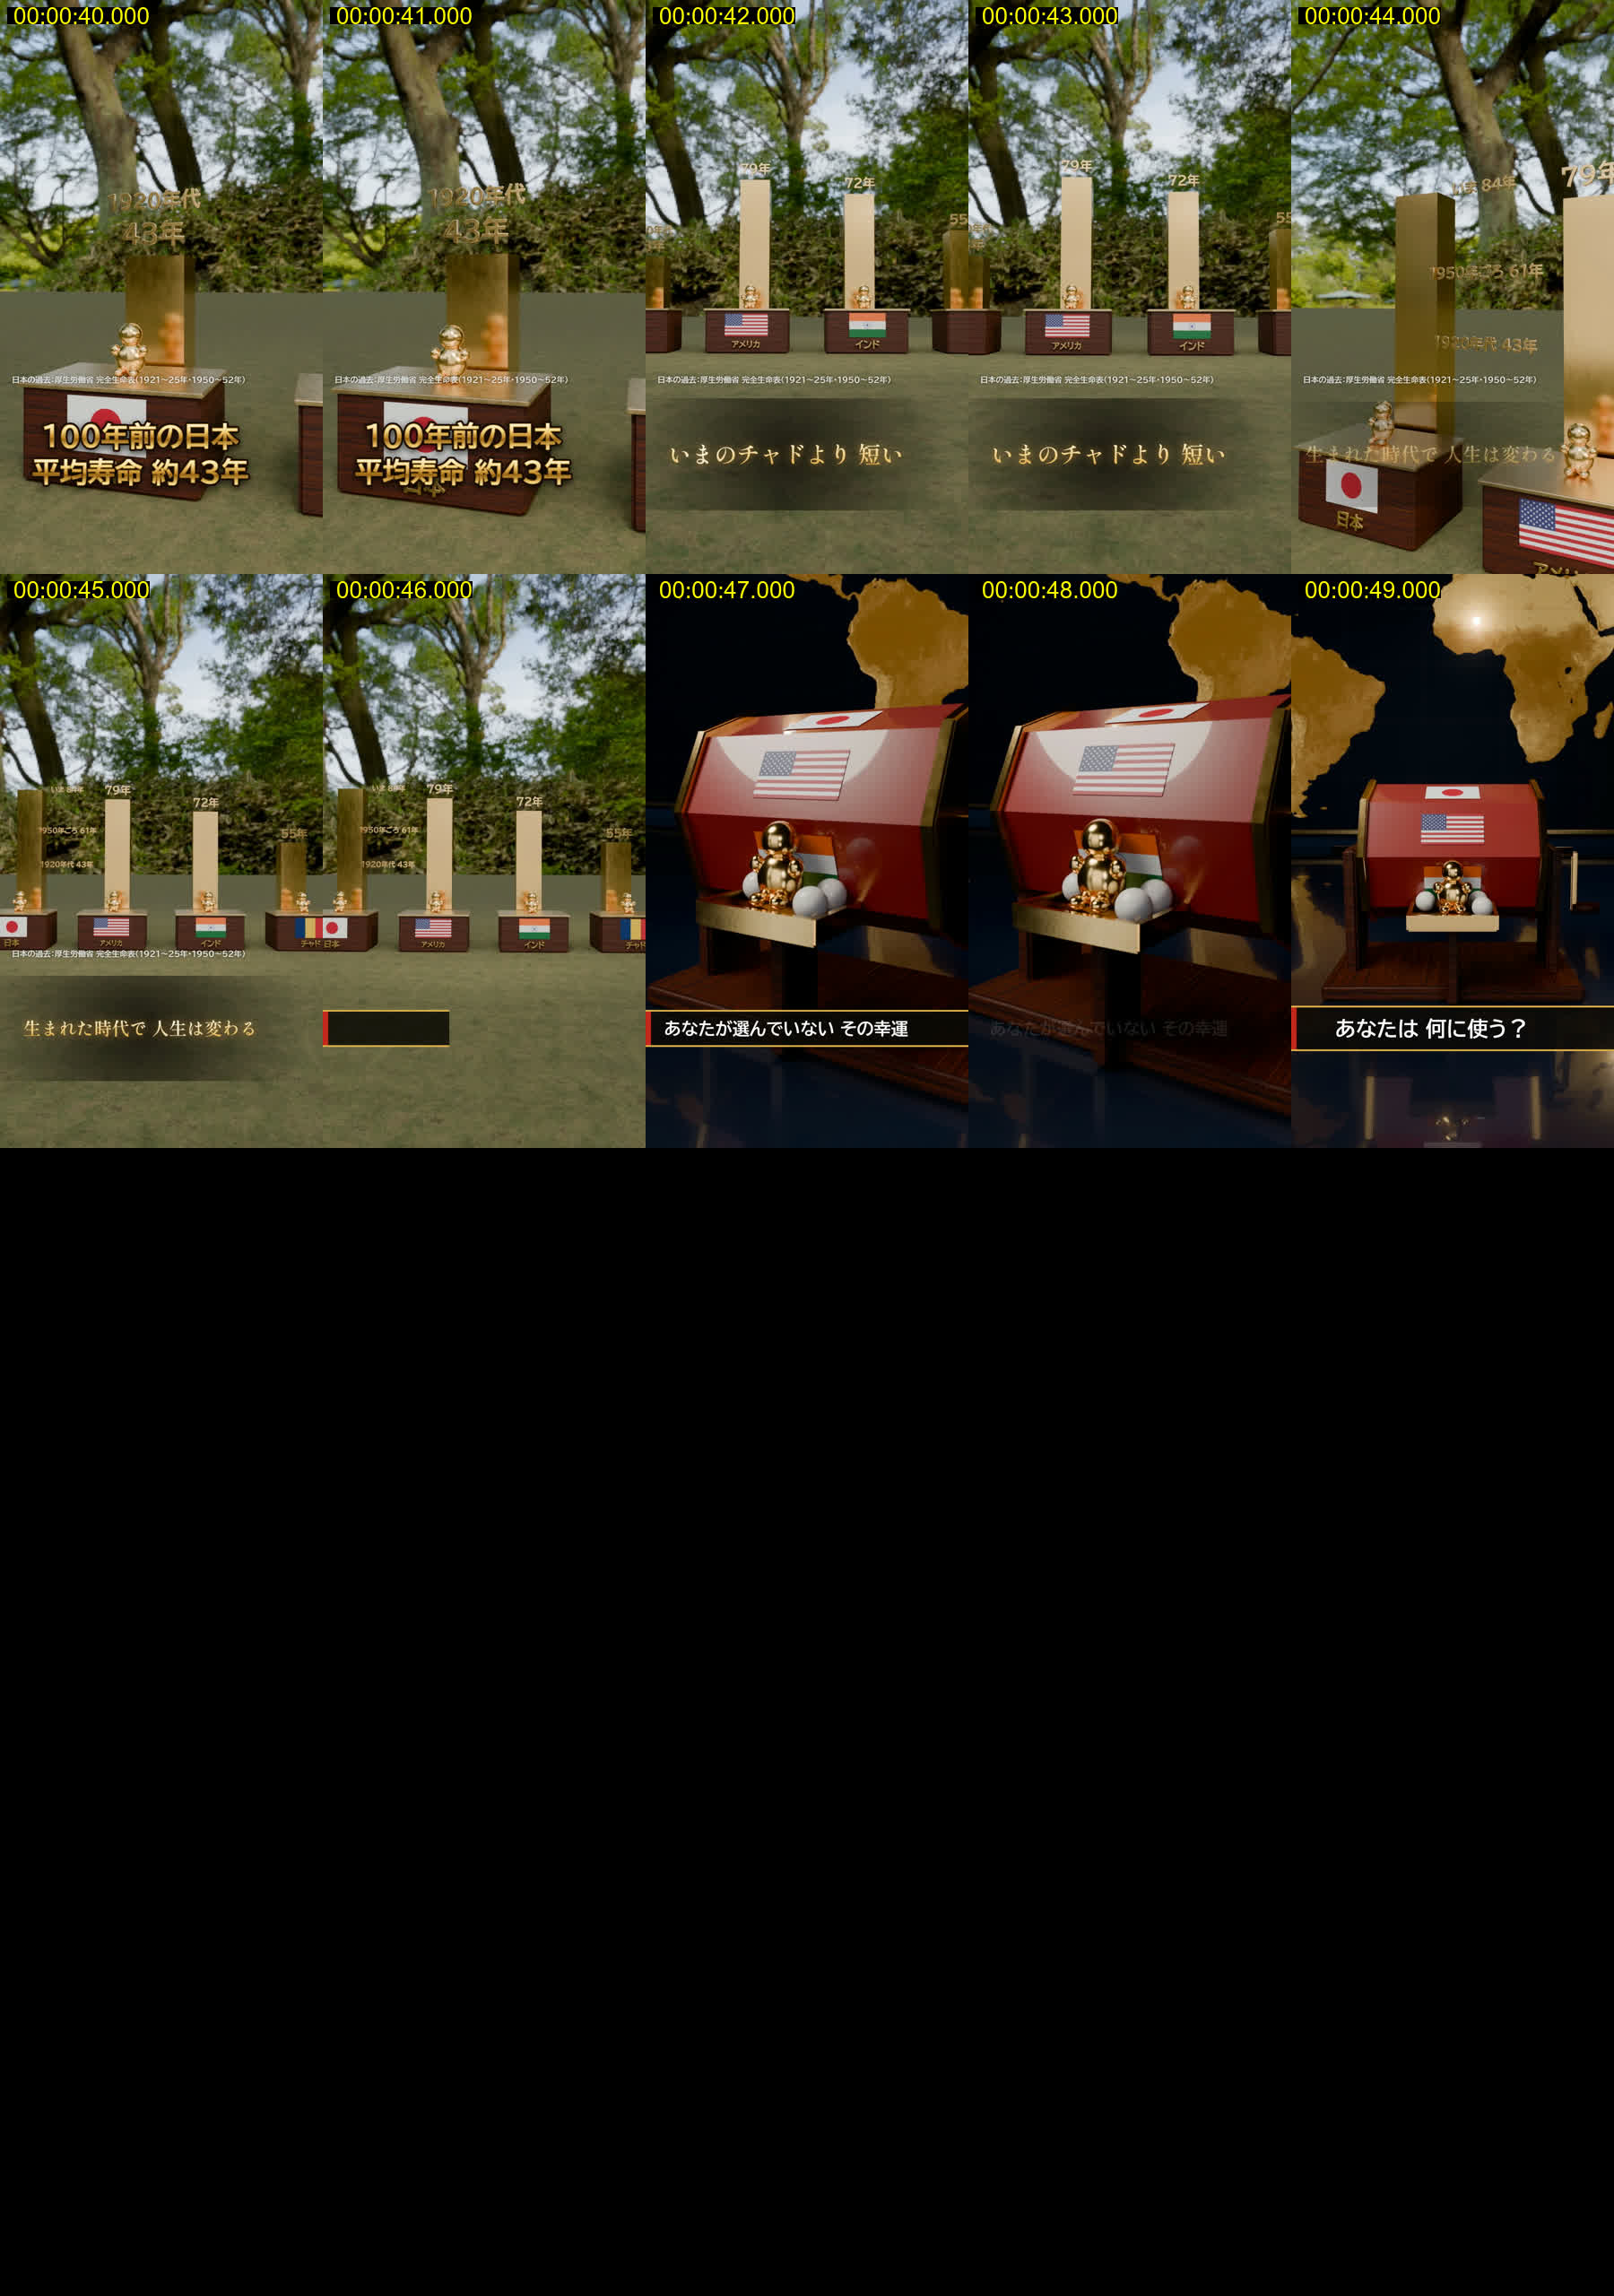 00:00:40.000
1920年代
43年
日本の過去:厚生労働省 完全生命表(1921～25年・1950～52年)
100年前の日本
平均寿命 約43年
00:00:41.000
1920年代
43年
日本の過去:厚生労働省 完全生命表(1921～25年・1950～52年)
100年前の日本
平均寿命 約43年
00:00:42.000
79年
72年
55
アメリカ
インド
日本の過去:厚生労働省 完全生命表(1921～25年・1950～52年)
いまのチャドより 短い
00:00:43.000
79年
72年
55
アメリカ
インド
日本の過去:厚生労働省 完全生命表(1921～25年・1950～52年)
いまのチャドより 短い
00:00:44.000
いま 84年
79年
1950年ごろ 61年
1920年代 43年
日本の過去:厚生労働省 完全生命表(1921～25年・1950～52年)
生まれた時代で 人生は変わる
日本
00:00:45.000
いま 84年
79年
72年
1950年ごろ 61年
55年
1920年代 43年
日本
アメリカ
インド
チャド
日本の過去:厚生労働省 完全生命表(1921～25年・1950～52年)
生まれた時代で 人生は変わる
00:00:46.000
いま 84年
79年
72年
1950年ごろ 61年
55年
1920年代 43年
日本
アメリカ
インド
チャド
00:00:47.000
あなたが選んでいない その幸運
00:00:48.000
あなたが選んでいない その幸運
00:00:49.000
あなたは 何に使う？